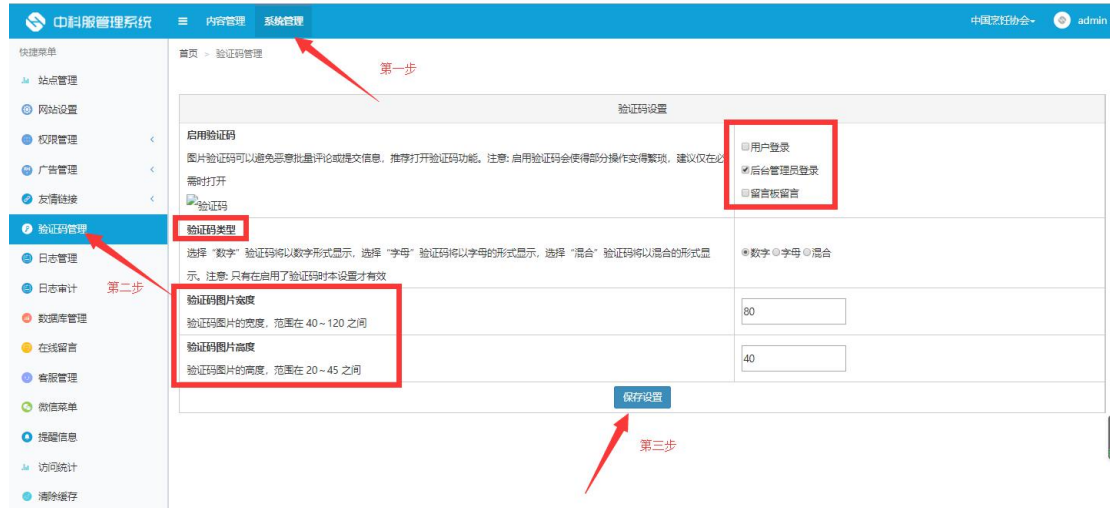 中科服管理系统
内容管理
系统管理
中国烹饪协会
admin
快捷菜单
站点管理
网站设置
权限管理
广告管理
友情链接
验证码管理
日志管理
日志审计
数据库管理
在线留言
客服管理
微信菜单
提醒信息
访问统计
清除缓存
首页 > 验证码管理
第一步
验证码设置
启用验证码
图片验证码可以避免恶意批量评论或提交信息，推荐打开验证码功能。注意: 启用验证码会使得部分操作变得繁琐，建议仅在必
需时打开
验证码
用户登录
后台管理员登录
留言板留言
验证码类型
选择“数字”验证码将以数字形式显示，选择“字母”验证码将以字母的形式显示，选择“混合”验证码将以混合的形式显
示。注意: 只有在启用了验证码时本设置才有效
数字 字母 混合
第二步
验证码图片宽度
验证码图片的宽度，范围在 40～120 之间
80
验证码图片高度
验证码图片的高度，范围在 20～45 之间
40
保存设置
第三步